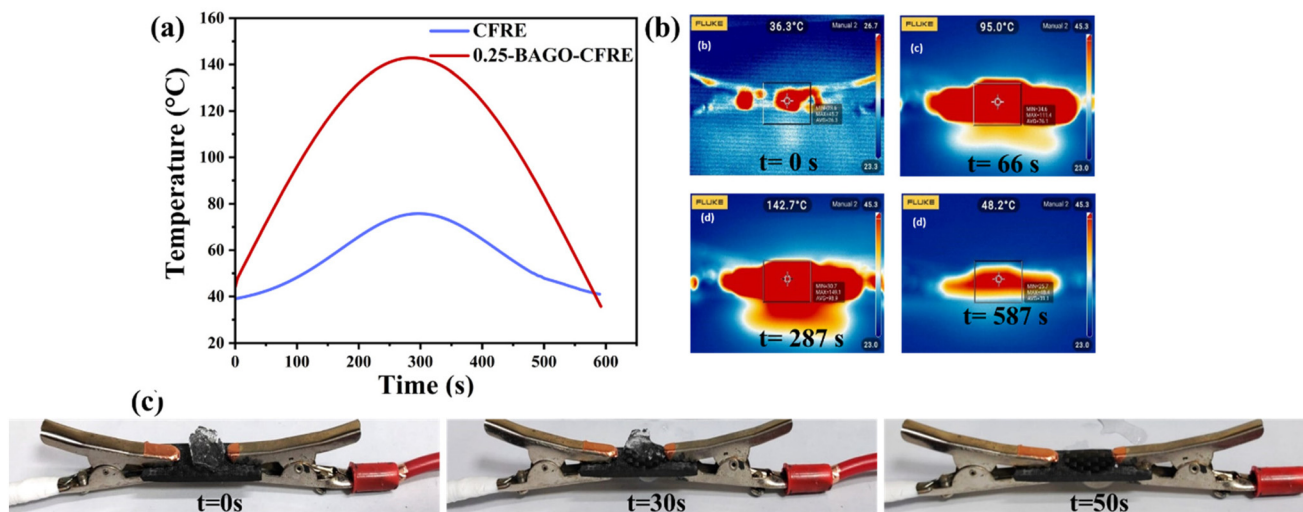 (a)
160
140
120
100
80
60
40
20
0
100
200
300
400
500
600
Temperature (°C)
Time (s)
CFRE
0.25-BAGO-CFRE
(b)
FLUKE
36.3°C
Manual 2
26.7
(b)
t= 0 s
23.3
FLUKE
95.0°C
Manual 2
45.3
(c)
t= 66 s
23.0
FLUKE
142.7°C
Manual 2
45.3
(d)
t= 287 s
23.0
FLUKE
48.2°C
Manual 2
45.3
(d)
t= 587 s
23.0
(c)
t=0s
t=30s
t=50s